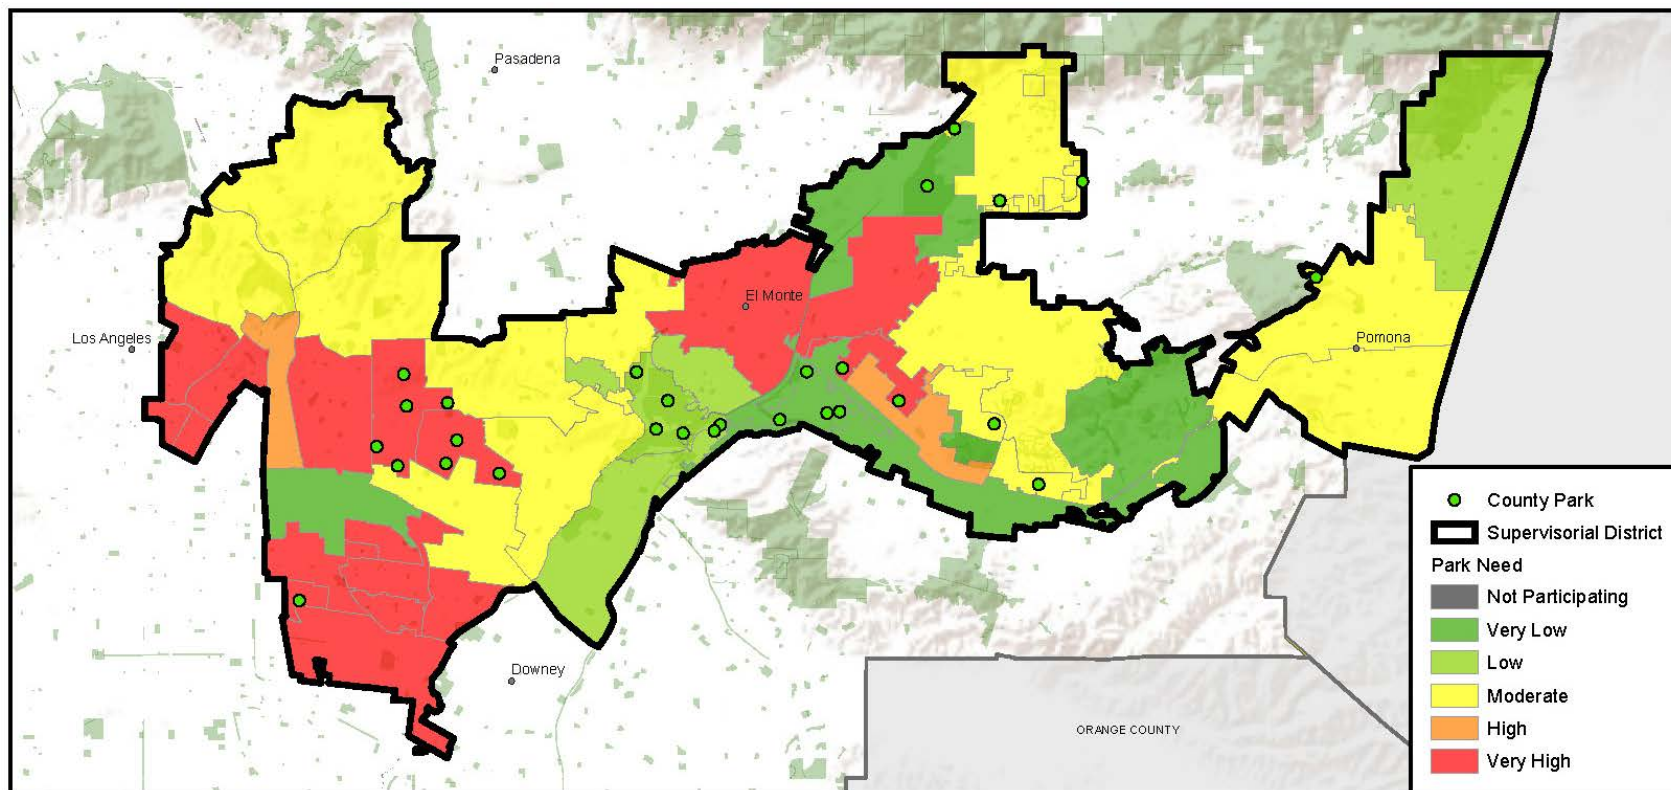 Pasadena
El Monte
Los Angeles
Pomona
Downey
ORANGE COUNTY
County Park
Supervisorial District
Park Need
Not Participating
Very Low
Low
Moderate
High
Very High